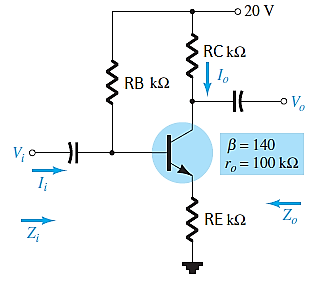 20 V
RC kΩ
Iₒ
RB kΩ
Vₒ
β = 140
rₒ = 100 kΩ
Vᵢ
Iᵢ
RE kΩ
Zₒ
Zᵢ